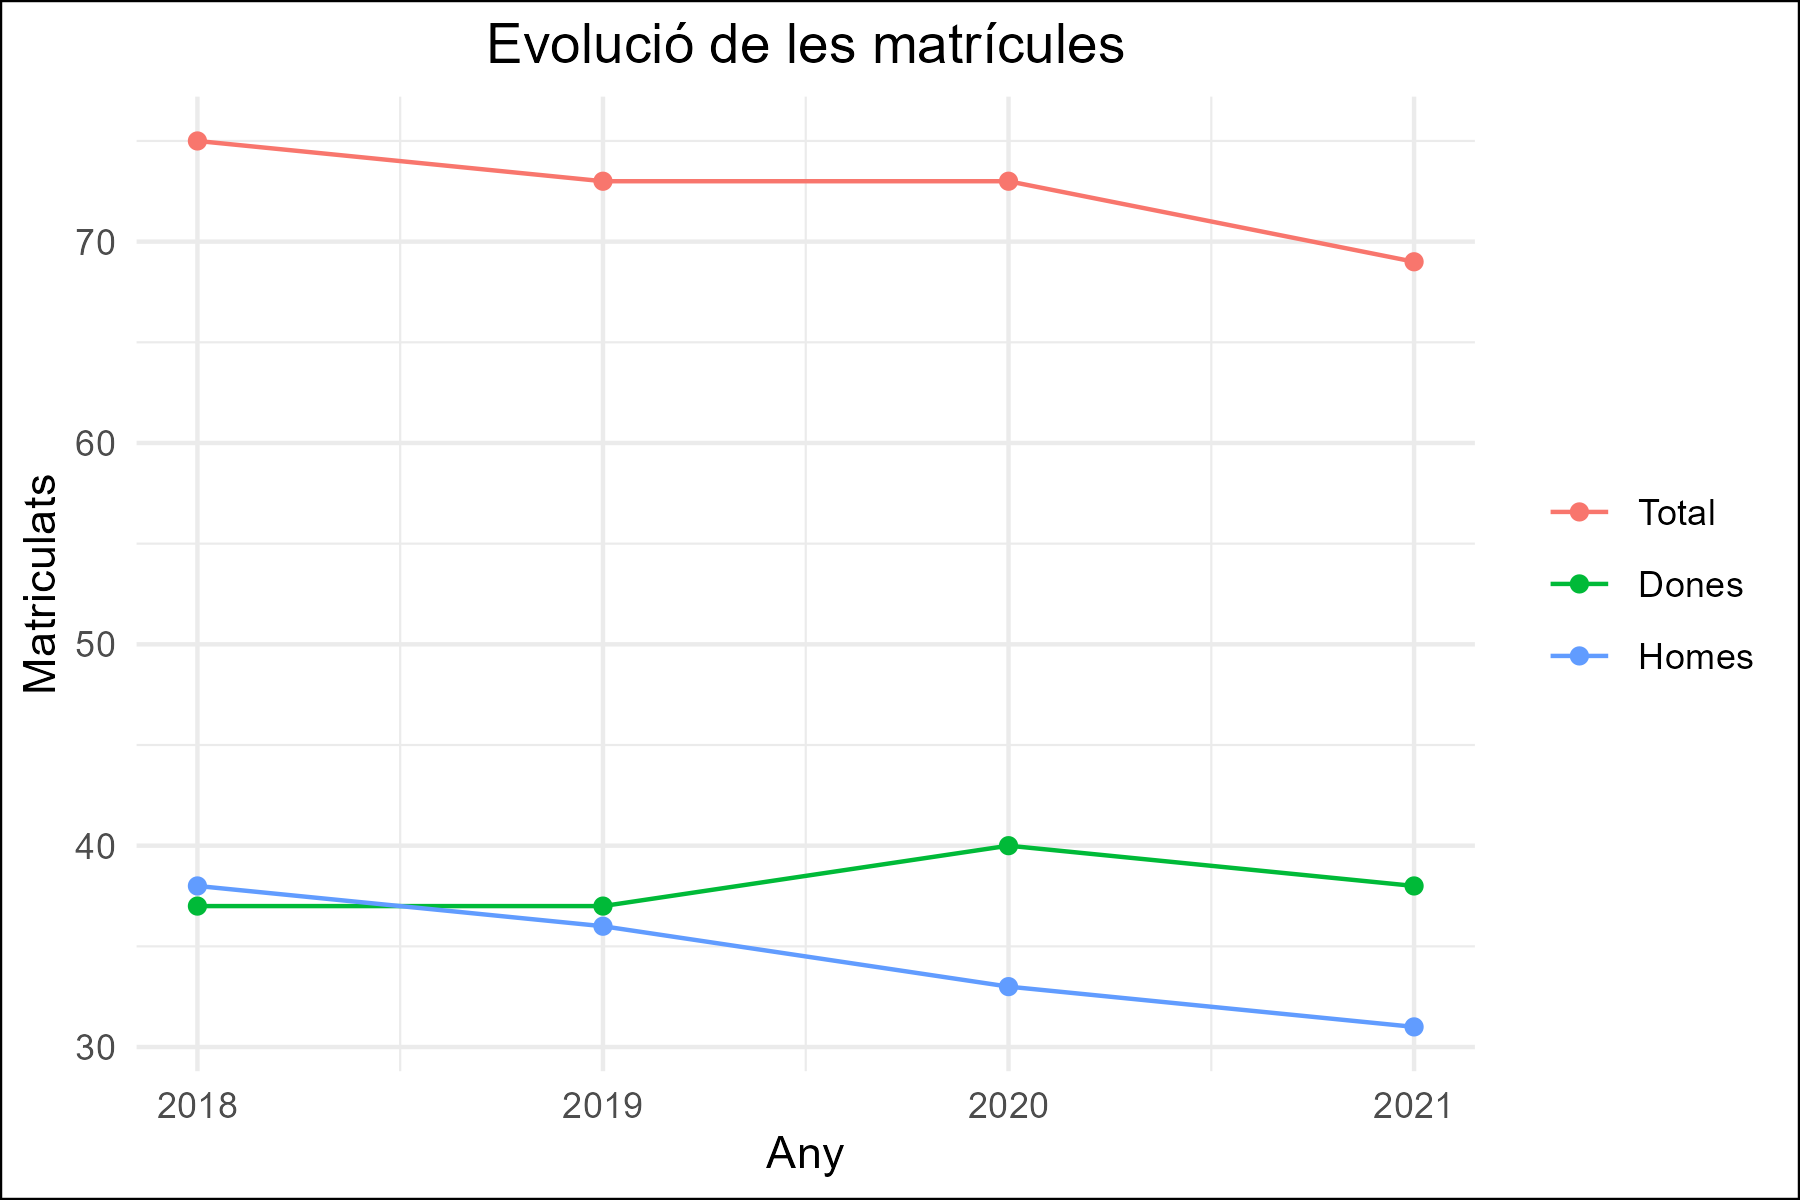 Evolució de les matrícules
Matriculats
70
60
50
40
30
2018 2019 2020 2021
Any
Total
Dones
Homes